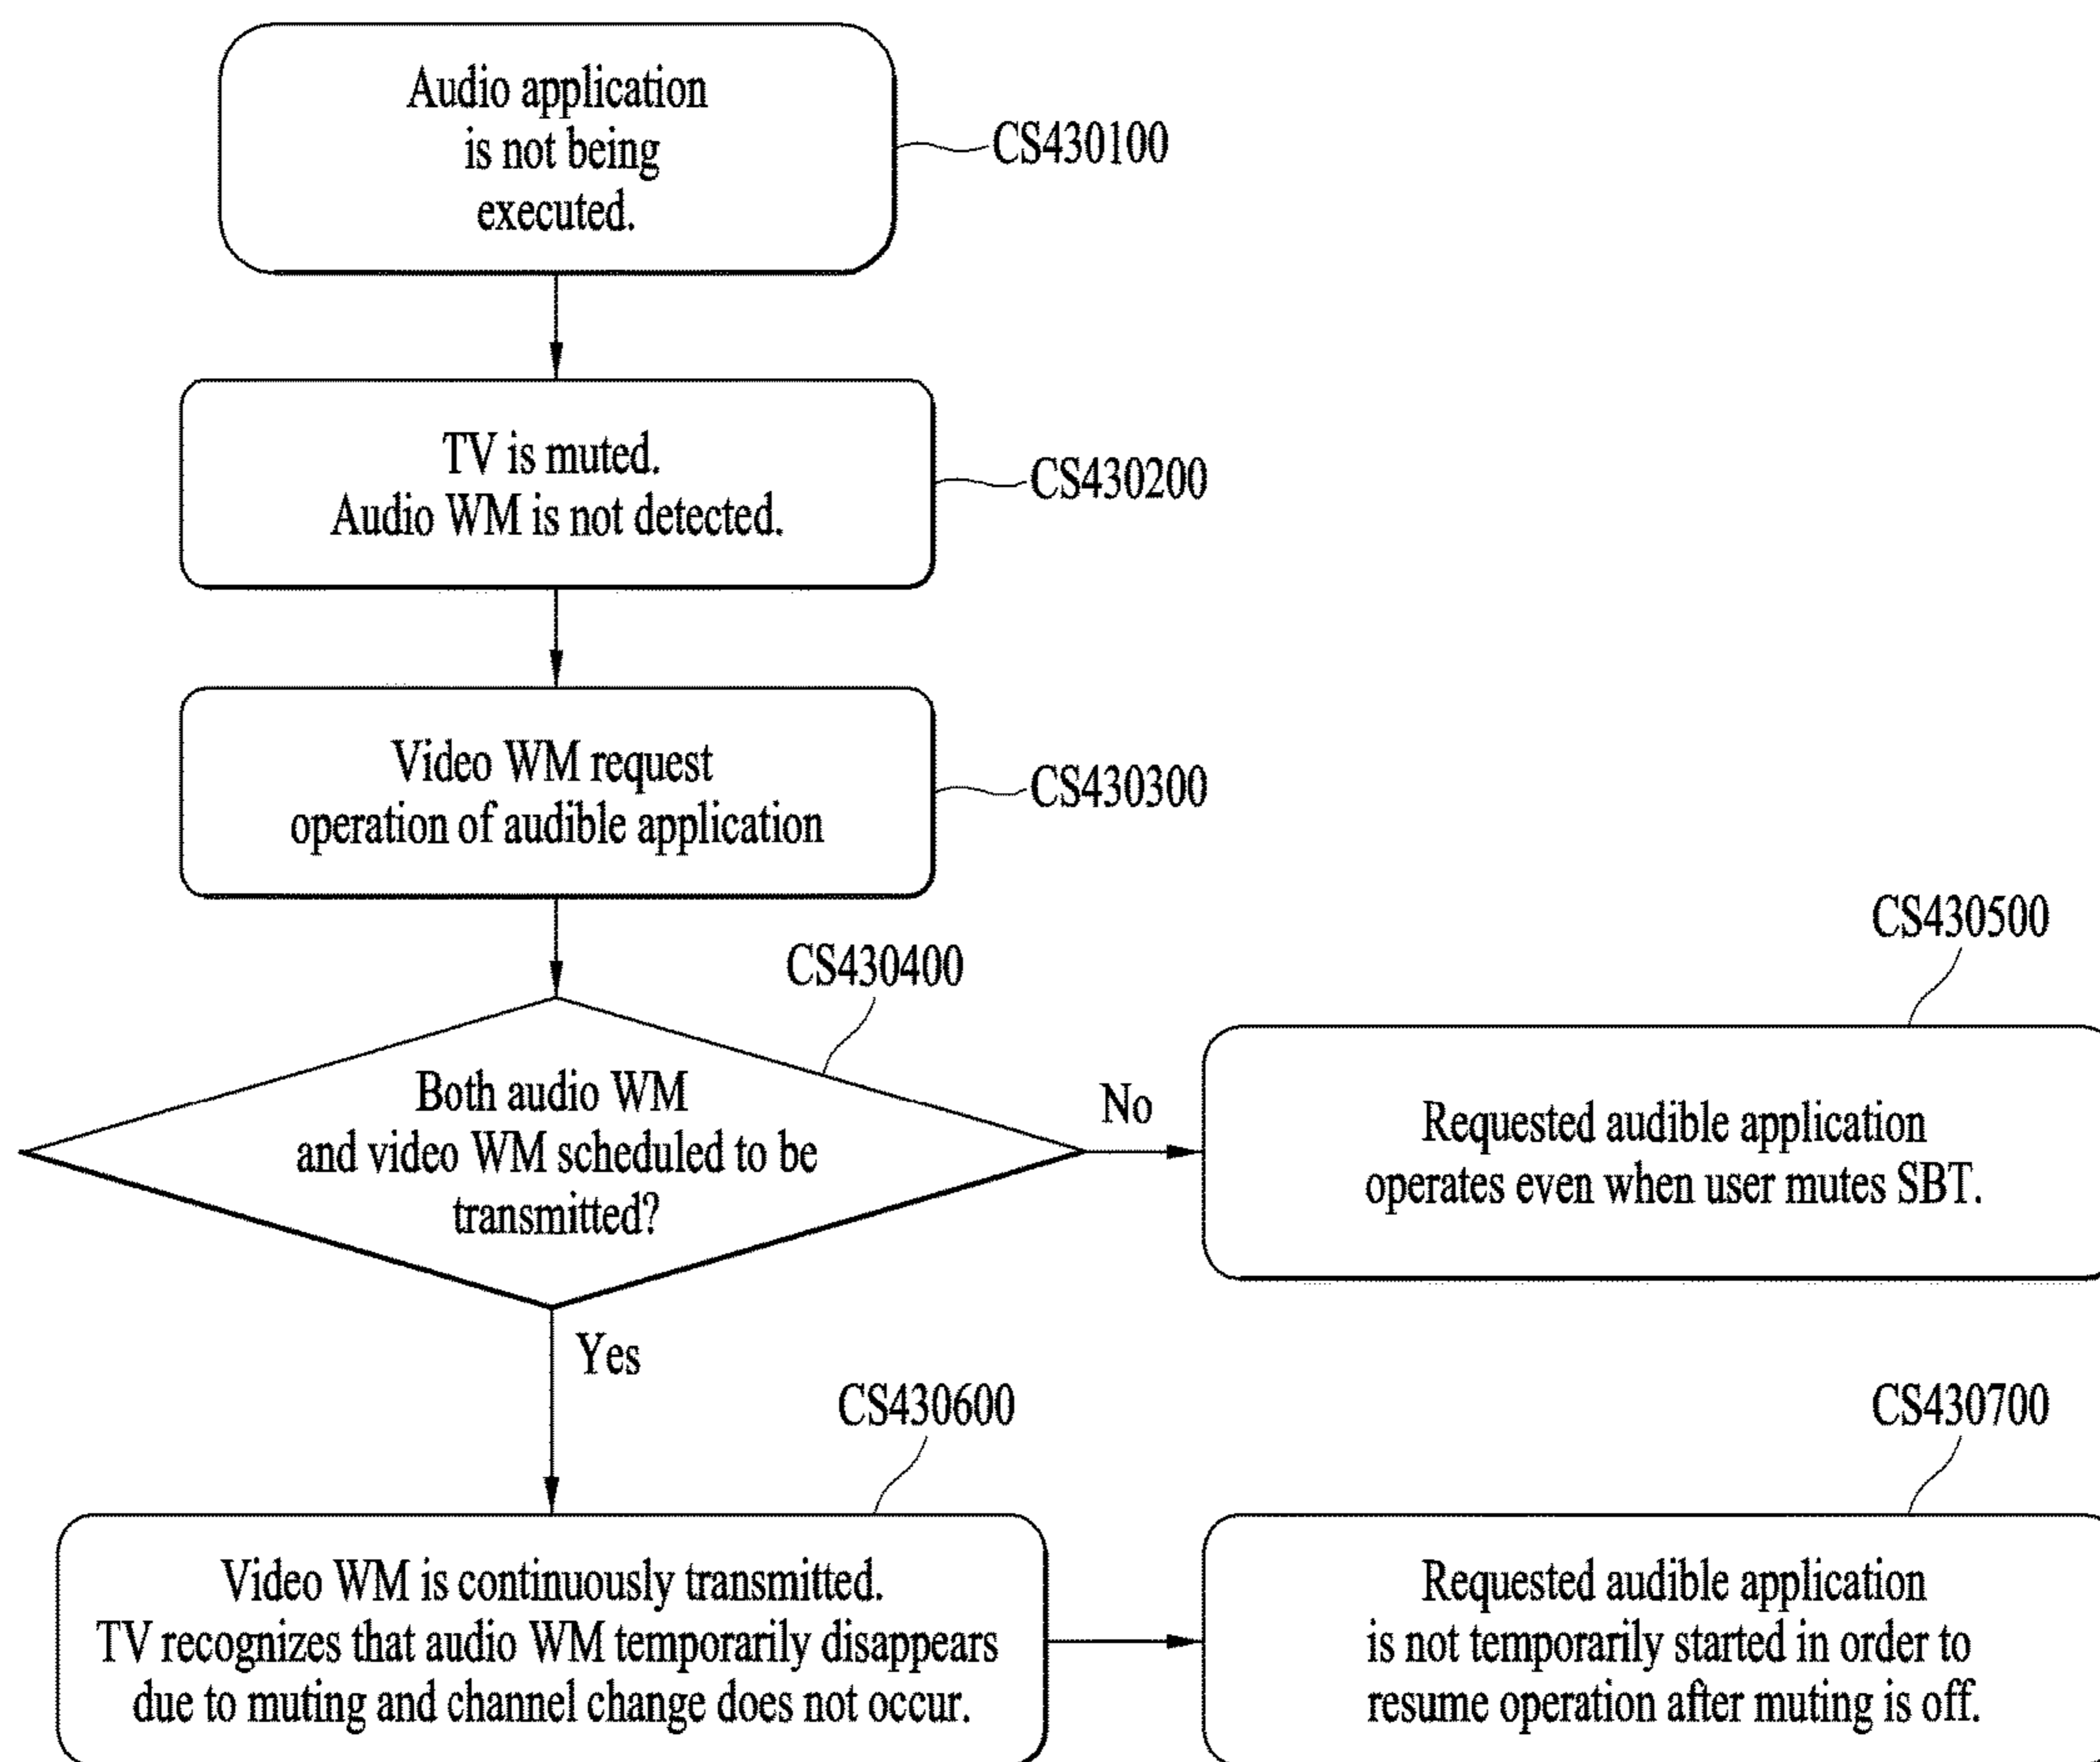 Audio application
is not being
executed.
CS430100
TV is muted.
Audio WM is not detected.
CS430200
Video WM request
operation of audible application
CS430300
CS430400
Both audio WM
and video WM scheduled to be
transmitted?
No
CS430500
Requested audible application
operates even when user mutes SBT.
Yes
CS430600
Video WM is continuously transmitted.
TV recognizes that audio WM temporarily disappears
due to muting and channel change does not occur.
CS430700
Requested audible application
is not temporarily started in order to
resume operation after muting is off.